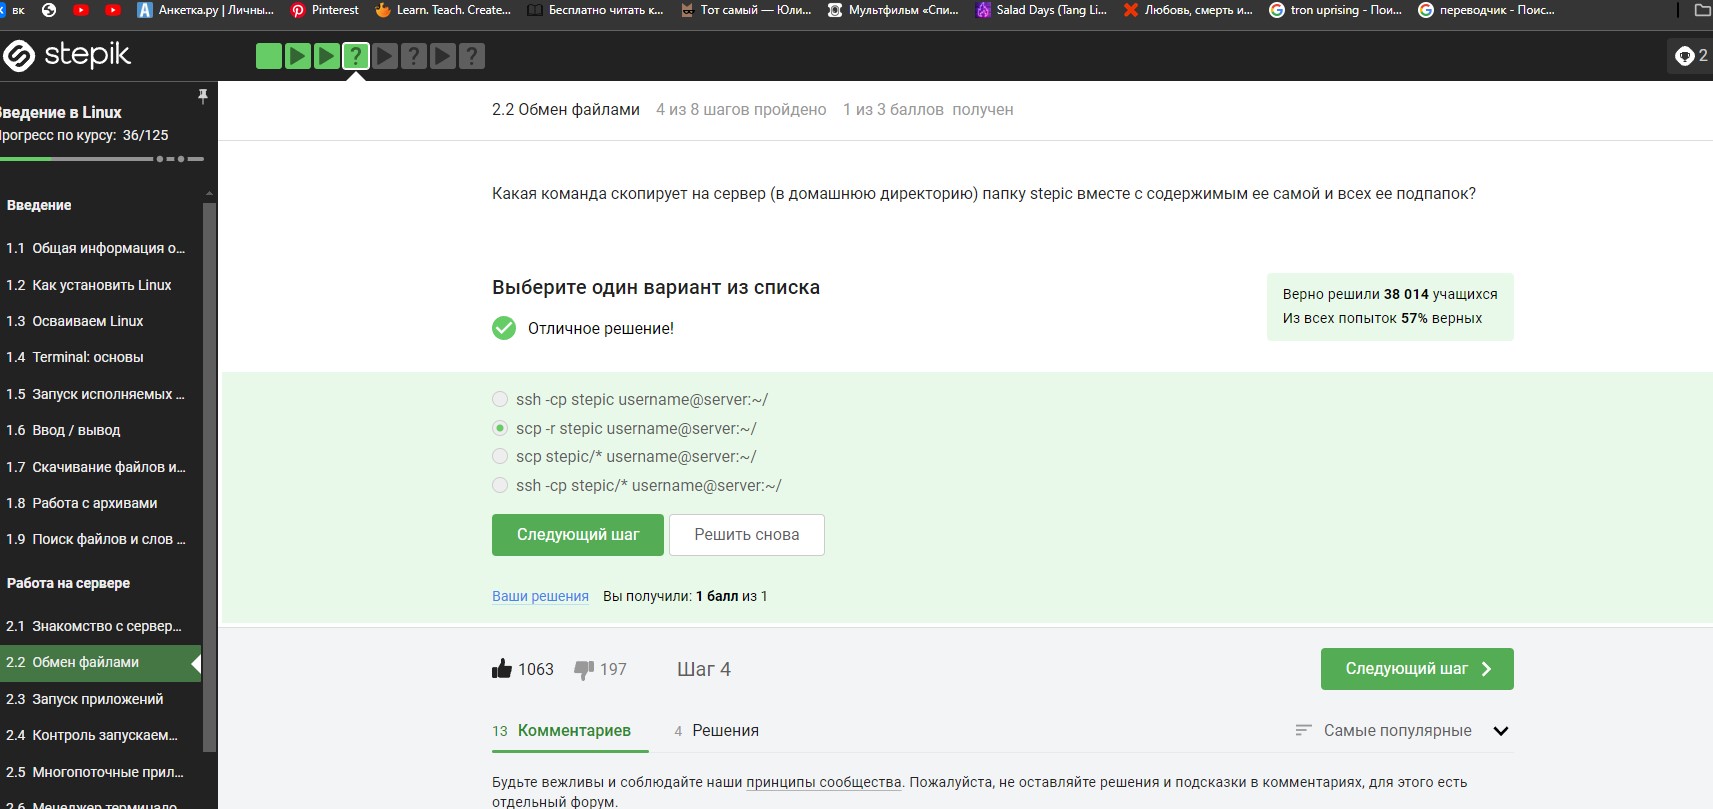 вк
Анкетка.ру | Личны...
Pinterest
Learn. Teach. Create...
Бесплатно читать к...
Тот самый — Юли...
Мультфильм «Спи...
Salad Days (Tang Li...
Любовь, смерть и...
tron uprising - Пои...
переводчик - Поис...
stepik
?
?
?
2
Введение в Linux
Прогресс по курсу: 36/125
Введение
1.1 Общая информация о...
1.2 Как установить Linux
1.3 Осваиваем Linux
1.4 Terminal: основы
1.5 Запуск исполняемых ...
1.6 Ввод / вывод
1.7 Скачивание файлов и...
1.8 Работа с архивами
1.9 Поиск файлов и слов ...
Работа на сервере
2.1 Знакомство с сервер...
2.2 Обмен файлами
2.3 Запуск приложений
2.4 Контроль запускаем...
2.5 Многопоточные прил...
2.6 Менеджер терминало...
2.2 Обмен файлами 4 из 8 шагов пройдено 1 из 3 баллов получен
Какая команда скопирует на сервер (в домашнюю директорию) папку stepic вместе с содержимым ее самой и всех ее подпапок?
Выберите один вариант из списка
Отличное решение!
Верно решили 38 014 учащихся
Из всех попыток 57% верных
ssh -cp stepic username@server:~/
scp -r stepic username@server:~/
scp stepic/* username@server:~/
ssh -cp stepic/* username@server:~/
Следующий шаг
Решить снова
Ваши решения Вы получили: 1 балл из 1
1063 197 Шаг 4
Следующий шаг
13 Комментариев
4 Решения
Самые популярные
Будьте вежливы и соблюдайте наши принципы сообщества. Пожалуйста, не оставляйте решения и подсказки в комментариях, для этого есть
отдельный форум.